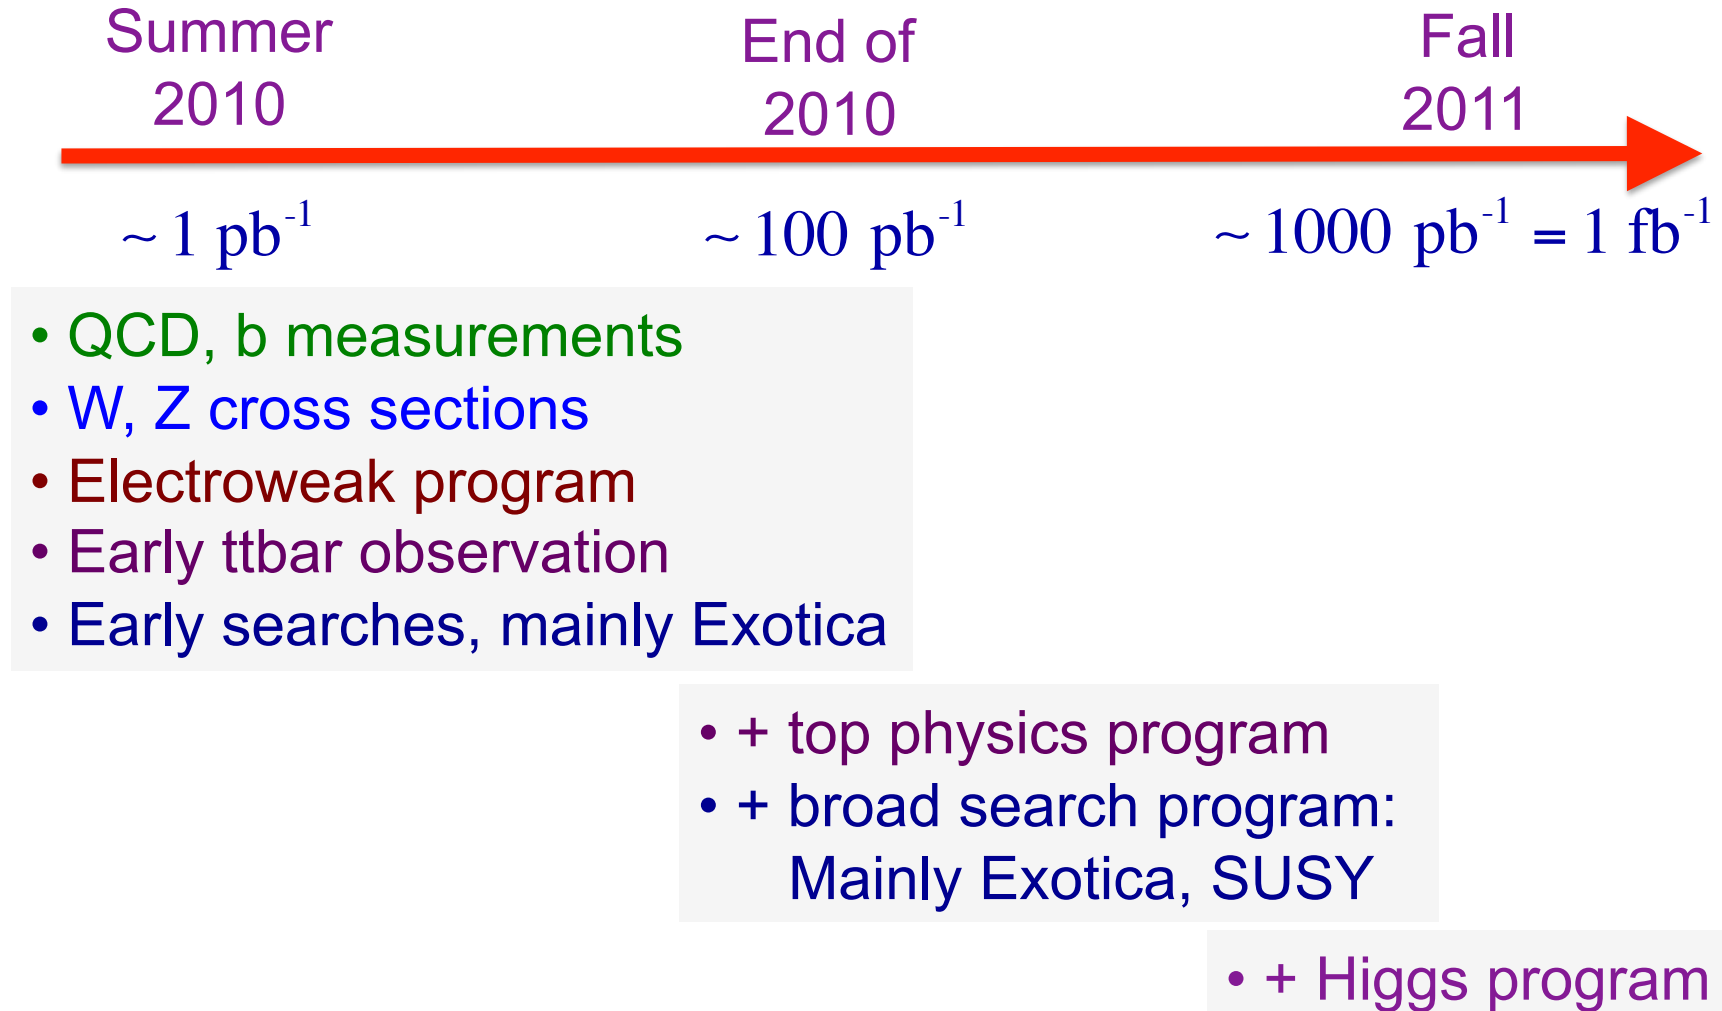 Summer
2010
End of
2010
Fall
2011
~ 1 pb⁻¹
~ 100 pb⁻¹
~ 1000 pb⁻¹ = 1 fb⁻¹
• QCD, b measurements
• W, Z cross sections
• Electroweak program
• Early ttbar observation
• Early searches, mainly Exotica
• + top physics program
• + broad search program:
Mainly Exotica, SUSY
• + Higgs program